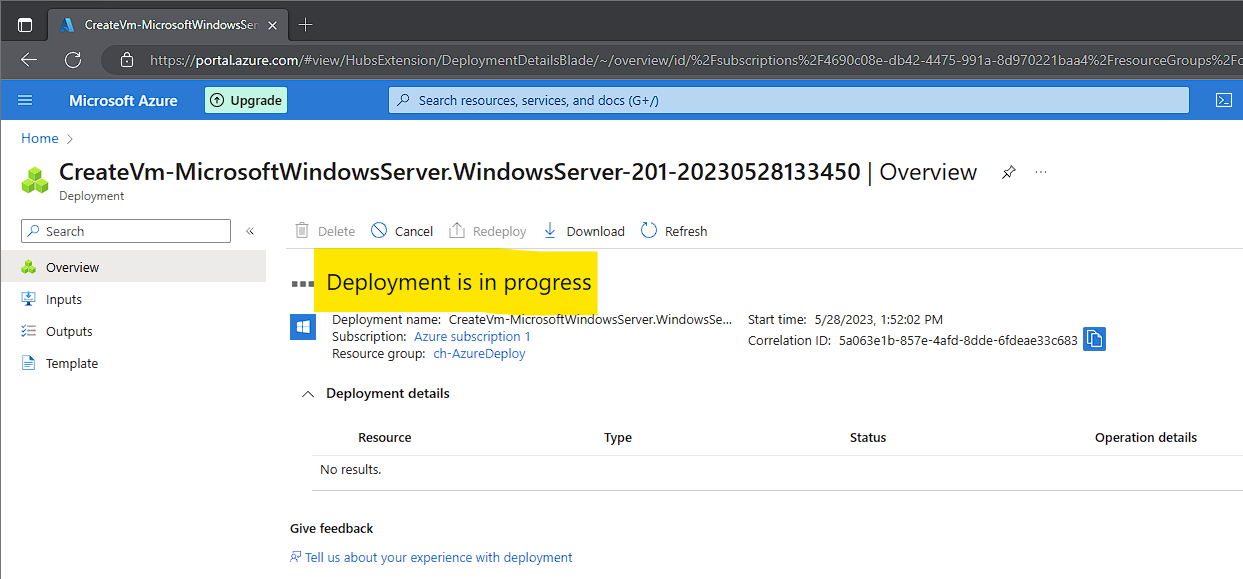 CreateVm-MicrosoftWindowsSer
https://portal.azure.com/#view/HubsExtension/DeploymentDetailsBlade/~/overview/id/%2Fsubscriptions%2F4690c08e-db42-4475-991a-8d970221baa4%2FresourceGroups%2Fc
Microsoft Azure Upgrade Search resources, services, and docs (G+/)
Home
CreateVm-MicrosoftWindowsServer.WindowsServer-201-20230528133450 | Overview
Deployment
Search
Delete Cancel Redeploy Download Refresh
Overview
Inputs
Outputs
Template
Deployment is in progress
Deployment name: CreateVm-MicrosoftWindowsServer.WindowsSe...
Subscription: Azure subscription 1
Resource group: ch-AzureDeploy
Start time: 5/28/2023, 1:52:02 PM
Correlation ID: 5a063e1b-857e-4afd-8dde-6fdeae33c683
Deployment details
Resource Type Status Operation details
No results.
Give feedback
Tell us about your experience with deployment